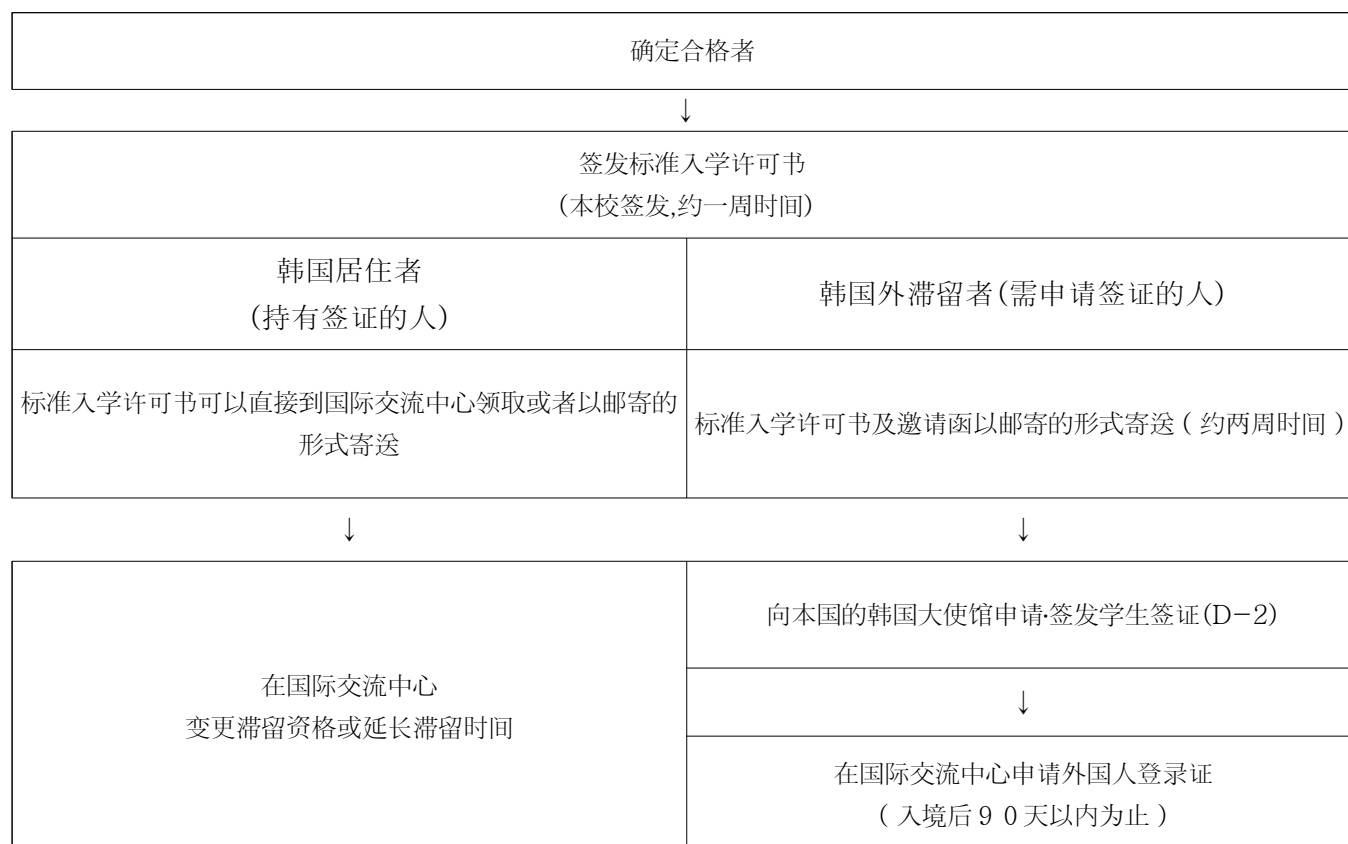 确定合格者
↓
签发标准入学许可书
(本校签发,约一周时间)
韩国居住者
(持有签证的人)
韩国外滞留者(需申请签证的人)
标准入学许可书可以直接到国际交流中心领取或者以邮寄的
形式寄送
标准入学许可书及邀请函以邮寄的形式寄送(约两周时间)
↓
↓
在国际交流中心
变更滞留资格或延长滞留时间
向本国的韩国大使馆申请·签发学生签证(D-2)
↓
在国际交流中心申请外国人登录证
(入境后90天以内为止)